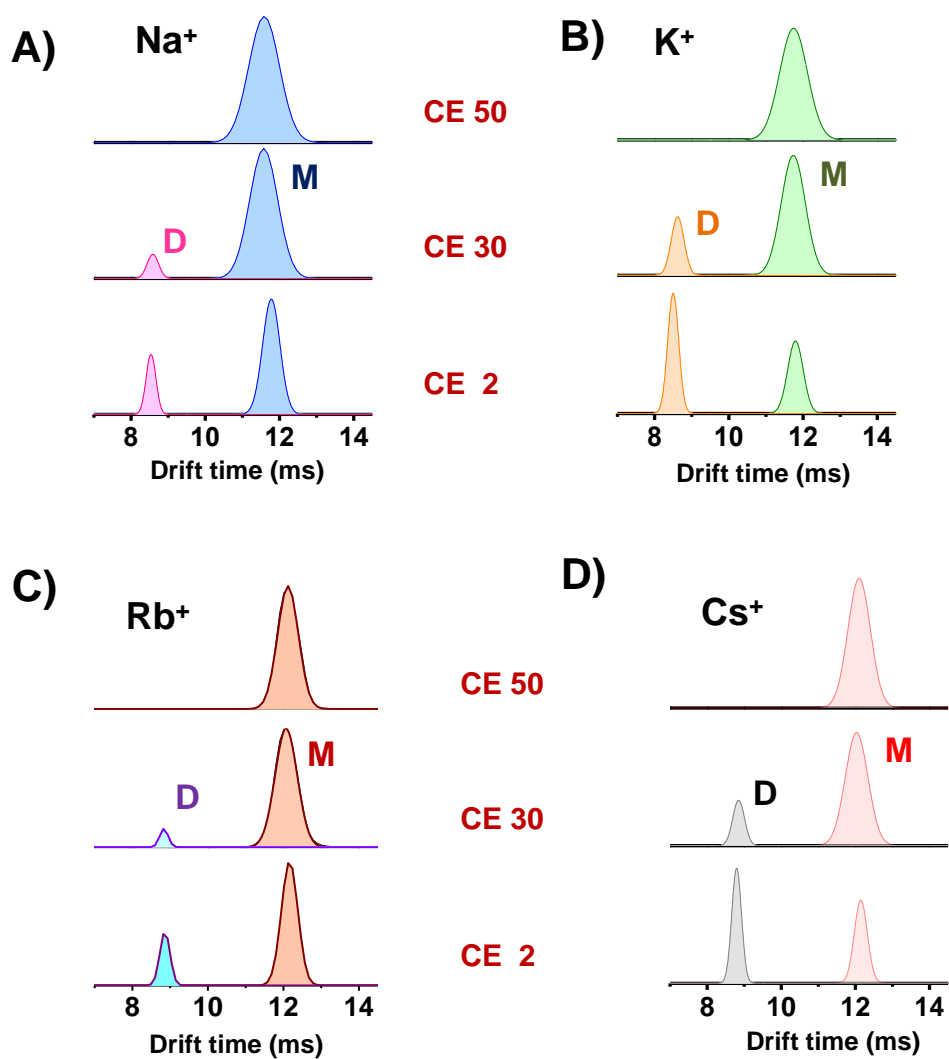 A)
Na+
B)
K+
CE 50
M
M
D
D
CE 30
CE 2
8 10 12 14
8 10 12 14
Drift time (ms)
Drift time (ms)
C)
Rb+
D)
Cs+
CE 50
M
M
D
D
CE 30
CE 2
8 10 12 14
8 10 12 14
Drift time (ms)
Drift time (ms)